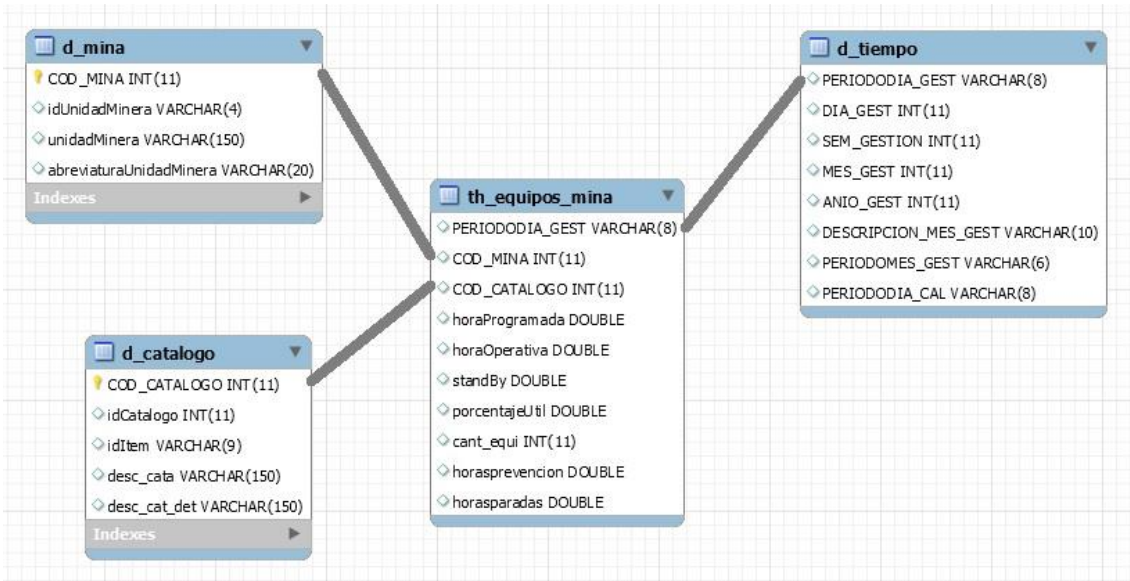 d_mina
COD_MINA INT(11)
idUnidadMinera VARCHAR(4)
unidadMinera VARCHAR(150)
abreviaturaUnidadMinera VARCHAR(20)
Indexes
d_tiempo
PERIODODIA_GEST VARCHAR(8)
DIA_GEST INT(11)
SEM_GESTION INT(11)
MES_GEST INT(11)
ANIO_GEST INT(11)
DESCRIPCION_MES_GEST VARCHAR(10)
PERIODOMES_GEST VARCHAR(6)
PERIODODIA_CAL VARCHAR(8)
th_equipos_mina
PERIODODIA_GEST VARCHAR(8)
COD_MINA INT(11)
COD_CATALOGO INT(11)
horaProgramada DOUBLE
horaOperativa DOUBLE
standBy DOUBLE
porcentajeUtil DOUBLE
cant_equi INT(11)
horasprevencion DOUBLE
horasparadas DOUBLE
d_catalogo
COD_CATALOGO INT(11)
idCatalogo INT(11)
idItem VARCHAR(9)
desc_cata VARCHAR(150)
desc_cat_det VARCHAR(150)
Indexes